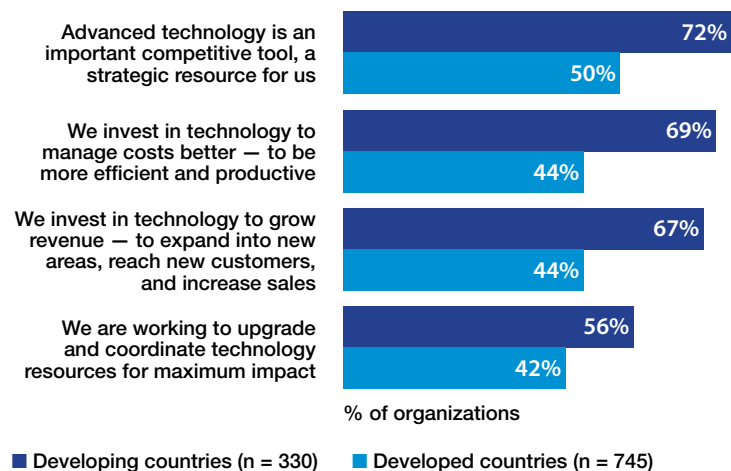 Advanced technology is an
important competitive tool, a
strategic resource for us
72%
50%
We invest in technology to
manage costs better — to be
more efficient and productive
69%
44%
We invest in technology to grow
revenue — to expand into new
areas, reach new customers,
and increase sales
67%
44%
We are working to upgrade
and coordinate technology
resources for maximum impact
56%
42%
% of organizations
Developing countries (n = 330)
Developed countries (n = 745)